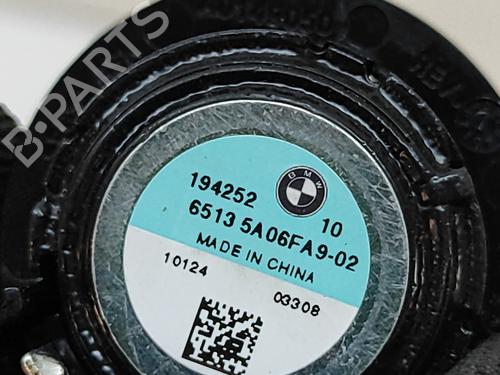 B-PARTS
BMW
194252 10
6513 5A06FA9-02
MADE IN CHINA
10124 03308